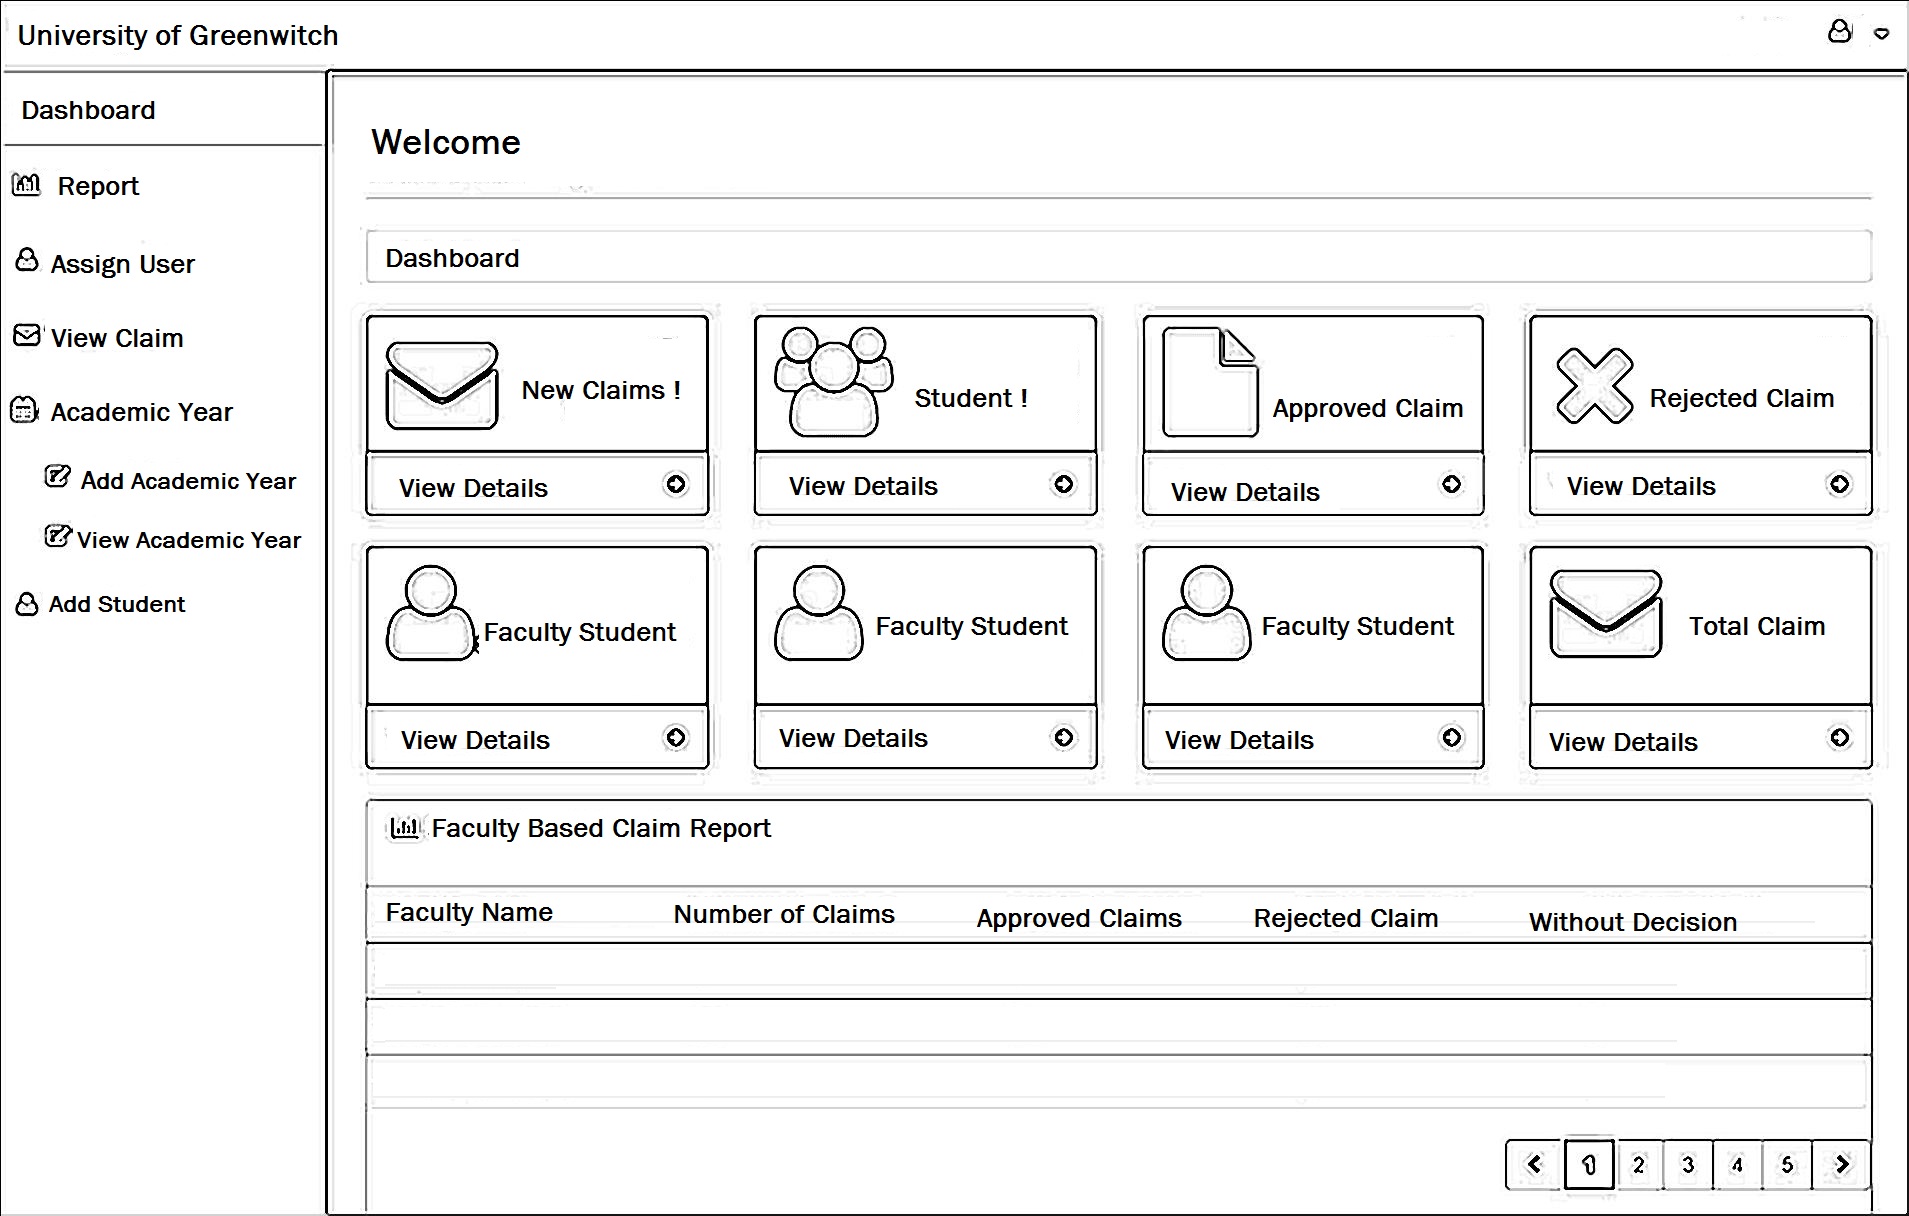 University of Greenwitch
Dashboard
Report
Assign User
View Claim
Academic Year
Add Academic Year
View Academic Year
Add Student
Welcome
Dashboard
New Claims !
View Details
Student !
View Details
Approved Claim
View Details
Rejected Claim
View Details
Faculty Student
View Details
Faculty Student
View Details
Faculty Student
View Details
Total Claim
View Details
Faculty Based Claim Report
Faculty Name Number of Claims Approved Claims Rejected Claim Without Decision
1 2 3 4 5